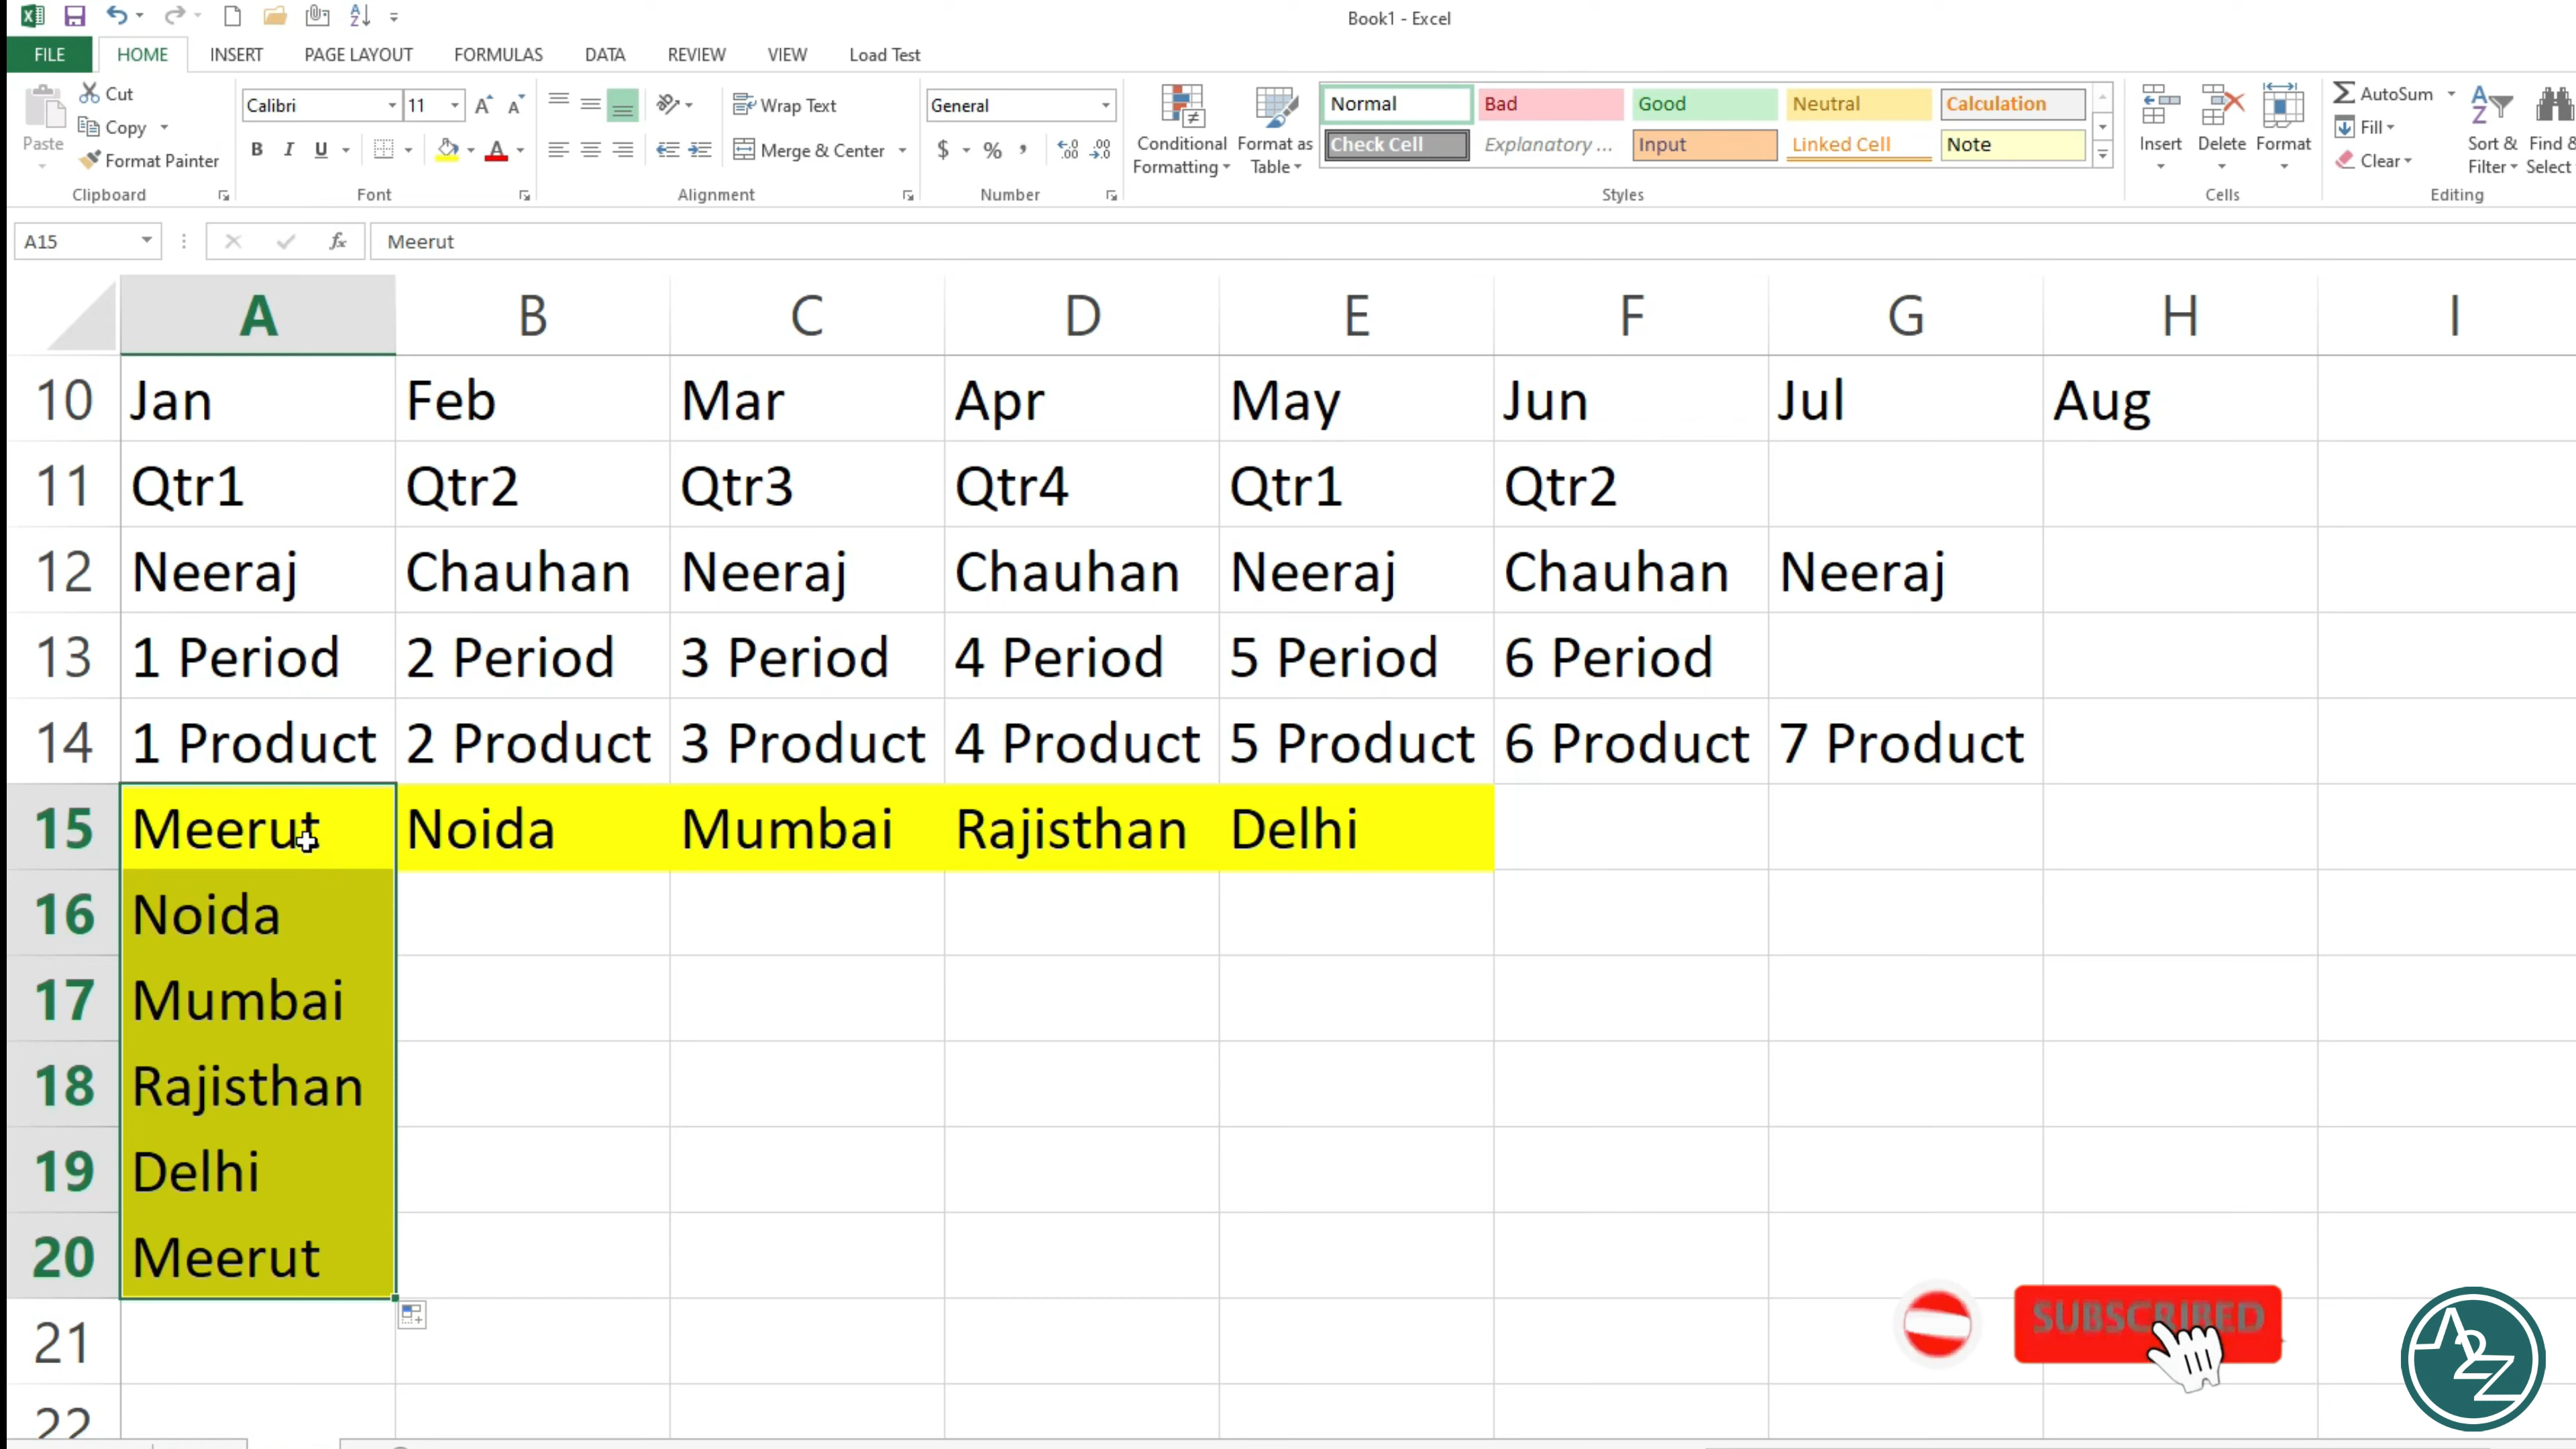 Book1 - Excel
FILE HOME INSERT PAGE LAYOUT FORMULAS DATA REVIEW VIEW Load Test
Paste
Cut
Copy
Format Painter
Clipboard
Calibri 11
B I U A
Font
Wrap Text
Merge & Center
Alignment
General
$ % ,
Number
Conditional Formatting
Format as Table
Normal Bad Good Neutral Calculation
Check Cell Explanatory ... Input Linked Cell Note
Styles
Insert Delete Format
Cells
AutoSum
Fill
Clear
Sort & Filter
Find & Select
Editing
A15 fx Meerut
A B C D E F G H I
10 Jan Feb Mar Apr May Jun Jul Aug
11 Qtr1 Qtr2 Qtr3 Qtr4 Qtr1 Qtr2
12 Neeraj Chauhan Neeraj Chauhan Neeraj Chauhan Neeraj
13 1 Period 2 Period 3 Period 4 Period 5 Period 6 Period
14 1 Product 2 Product 3 Product 4 Product 5 Product 6 Product 7 Product
15 Meerut Noida Mumbai Rajisthan Delhi
16 Noida
17 Mumbai
18 Rajisthan
19 Delhi
20 Meerut
21
22
SUBSCRIBED
A2Z